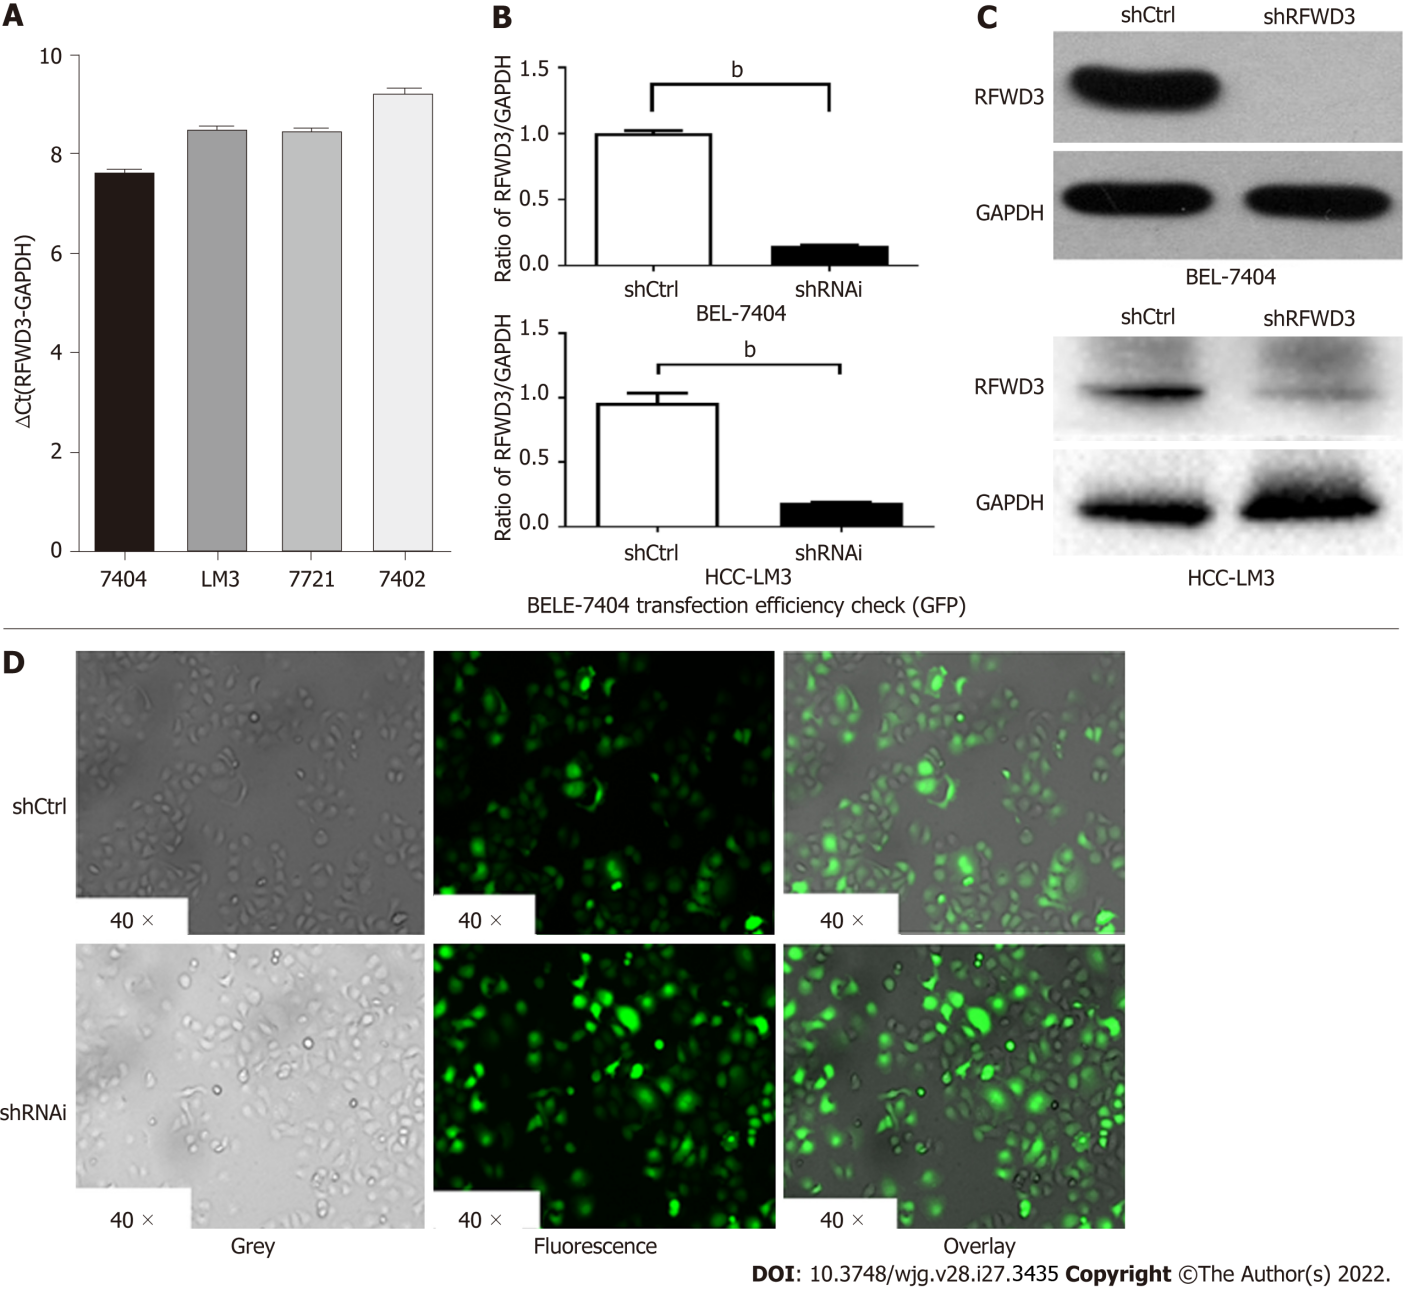 A
10
8
6
4
2
0
ΔCt(RFWD3-GAPDH)
7404 LM3 7721 7402
B
Ratio of RFWD3/GAPDH
1.5
1.0
0.5
0.0
b
shCtrl shRNAi
BEL-7404
Ratio of RFWD3/GAPDH
1.5
1.0
0.5
0.0
b
shCtrl shRNAi
HCC-LM3
BELE-7404 transfection efficiency check (GFP)
C
shCtrl shRFWD3
RFWD3
GAPDH
BEL-7404
shCtrl shRFWD3
RFWD3
GAPDH
HCC-LM3
D
shCtrl
40 × 40 × 40 ×
shRNAi
40 × 40 × 40 ×
Grey Fluorescence Overlay
DOI: 10.3748/wjg.v28.i27.3435 Copyright ©The Author(s) 2022.